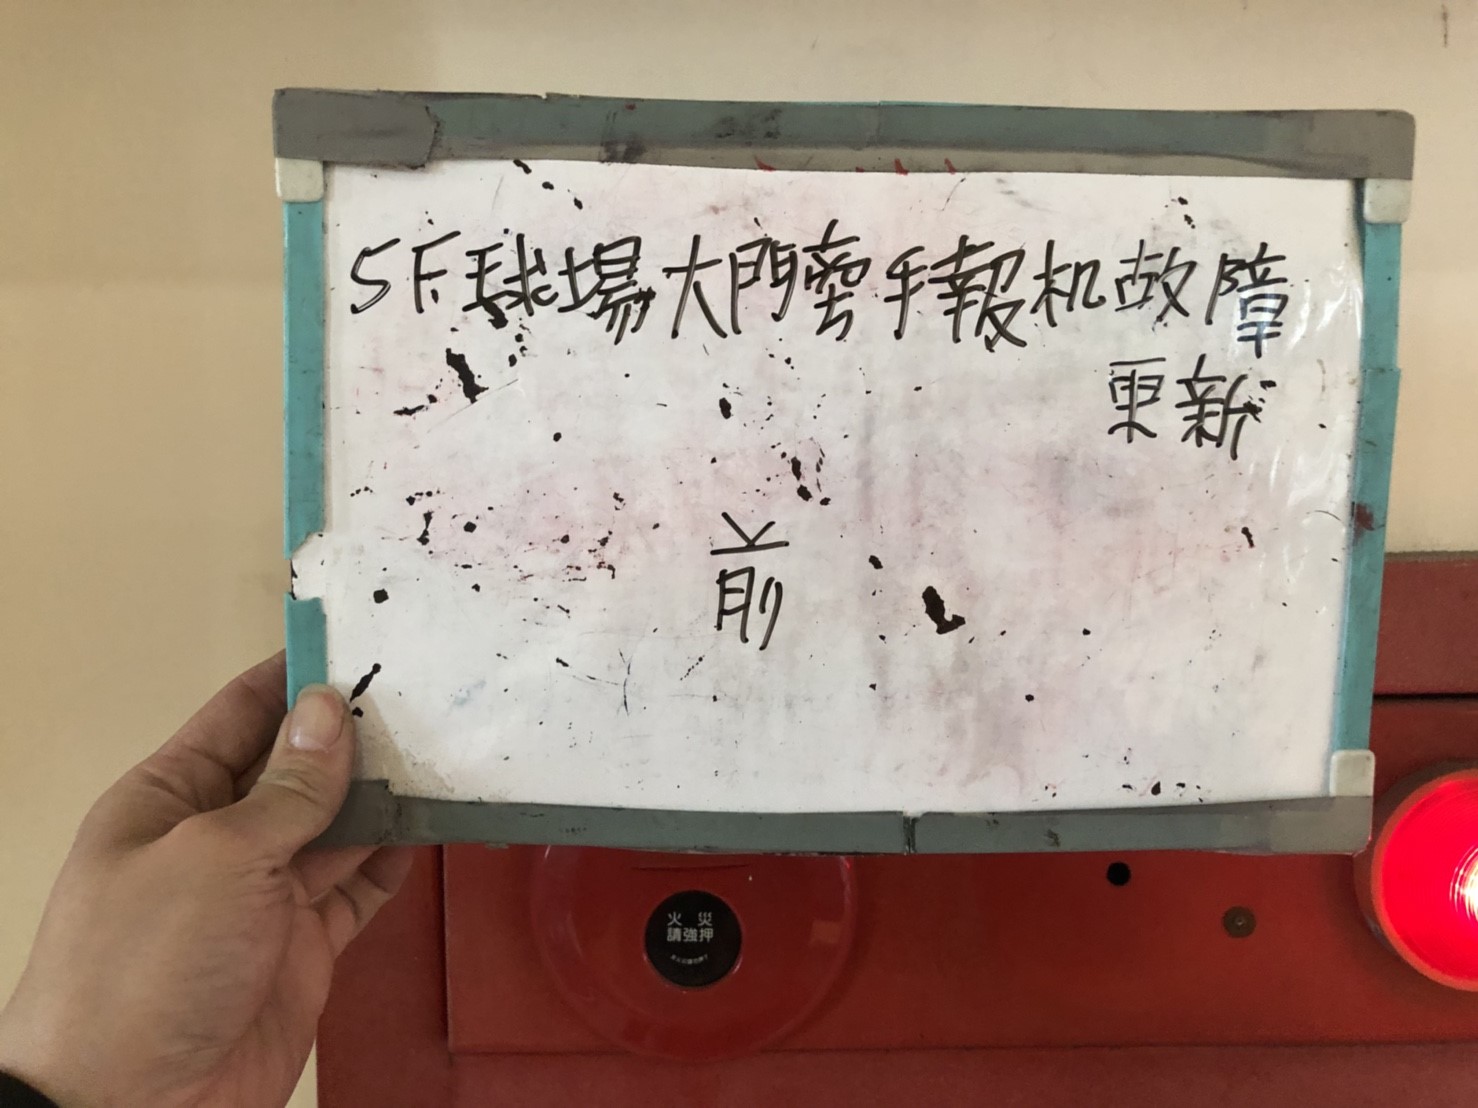 5F球場大門旁手報机故障
更新
前
火災
請強押